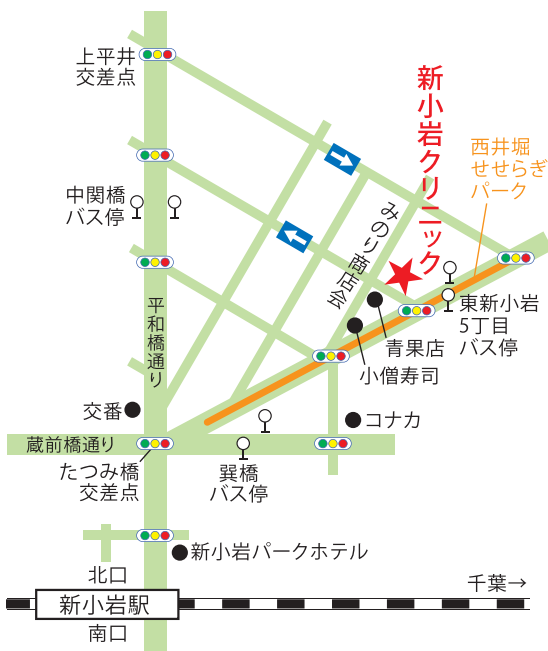 上平井
交差点
新小岩クリニック
西井堀
せせらぎ
パーク
中関橋
バス停
みのり商店会
平和橋通り
東新小岩
5丁目
バス停
青果店
小僧寿司
交番
コナカ
蔵前橋通り
たつみ橋
交差点
巽橋
バス停
新小岩パークホテル
北口
千葉→
新小岩駅
南口